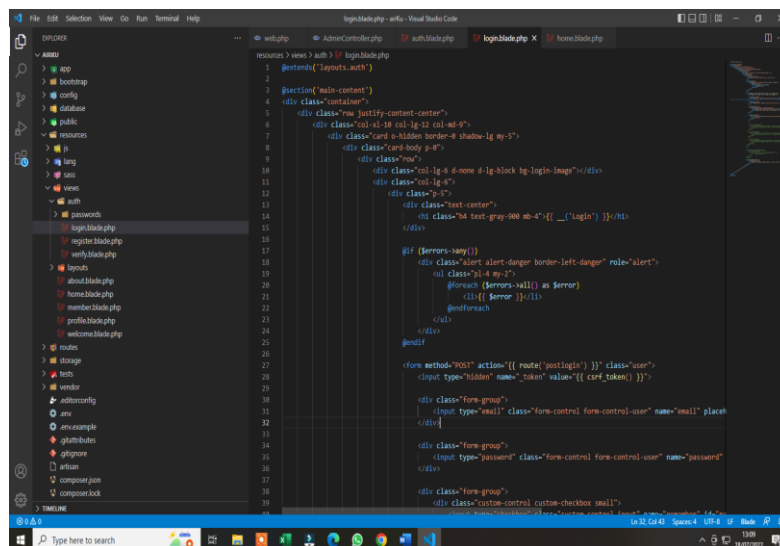 File Edit Selection View Go Run Terminal Help
login.blade.php - airKu - Visual Studio Code
EXPLORER
web.php
AdminController.php
auth.blade.php
login.blade.php
home.blade.php
AIRKU
resources > views > auth > login.blade.php
app
bootstrap
config
database
public
resources
js
lang
sass
views
auth
passwords
login.blade.php
register.blade.php
verify.blade.php
layouts
about.blade.php
home.blade.php
member.blade.php
profile.blade.php
welcome.blade.php
routes
storage
tests
vendor
.editorconfig
.env
.env.example
.gitattributes
.gitignore
artisan
composer.json
composer.lock
TIMELINE
1 @extends('layouts.auth')
2
3 @section('main-content')
4 <div class="container">
5 <div class="row justify-content-center">
6 <div class="col-xl-10 col-lg-12 col-md-9">
7 <div class="card o-hidden border-0 shadow-lg my-5">
8 <div class="card-body p-0">
9 <div class="row">
10 <div class="col-lg-6 d-none d-lg-block bg-login-image"></div>
11 <div class="col-lg-6">
12 <div class="p-5">
13 <div class="text-center">
14 <h1 class="h4 text-gray-900 mb-4">{{ __('Login') }}</h1>
15 </div>
16
17 @if ($errors->any())
18 <div class="alert alert-danger border-left-danger" role="alert">
19 <ul class="pl-4 my-2">
20 @foreach ($errors->all() as $error)
21 <li>{{ $error }}</li>
22 @endforeach
23 </ul>
24 </div>
25 @endif
26
27 <form method="POST" action="{{ route('postlogin') }}" class="user">
28 <input type="hidden" name="_token" value="{{ csrf_token() }}">
29
30 <div class="form-group">
31 <input type="email" class="form-control form-control-user" name="email" placeh
32 </div>
33
34 <div class="form-group">
35 <input type="password" class="form-control form-control-user" name="password"
36 </div>
37
38 <div class="form-group">
39 <div class="custom-control custom-checkbox small">
0 0
Ln 32, Col 43 Spaces: 4 UTF-8 LF Blade
Type here to search
13:09